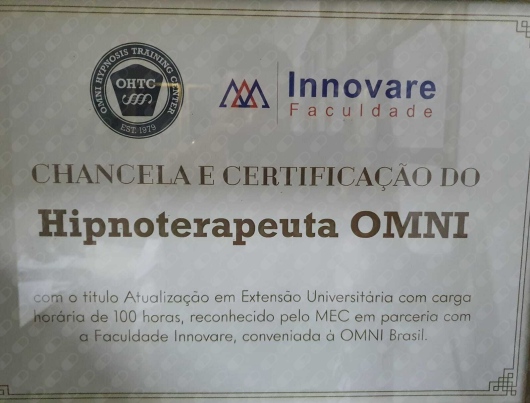 OMNI HYPNOSIS TRAINING CENTER
OHTC
EST. 1979
Innovare
Faculdade
CHANCELA E CERTIFICAÇÃO DO
Hipnoterapeuta OMNI
com o título Atualização em Extensão Universitária com carga
horária de 100 horas, reconhecido pelo MEC em parceria com
a Faculdade Innovare, conveniada à OMNI Brasil.